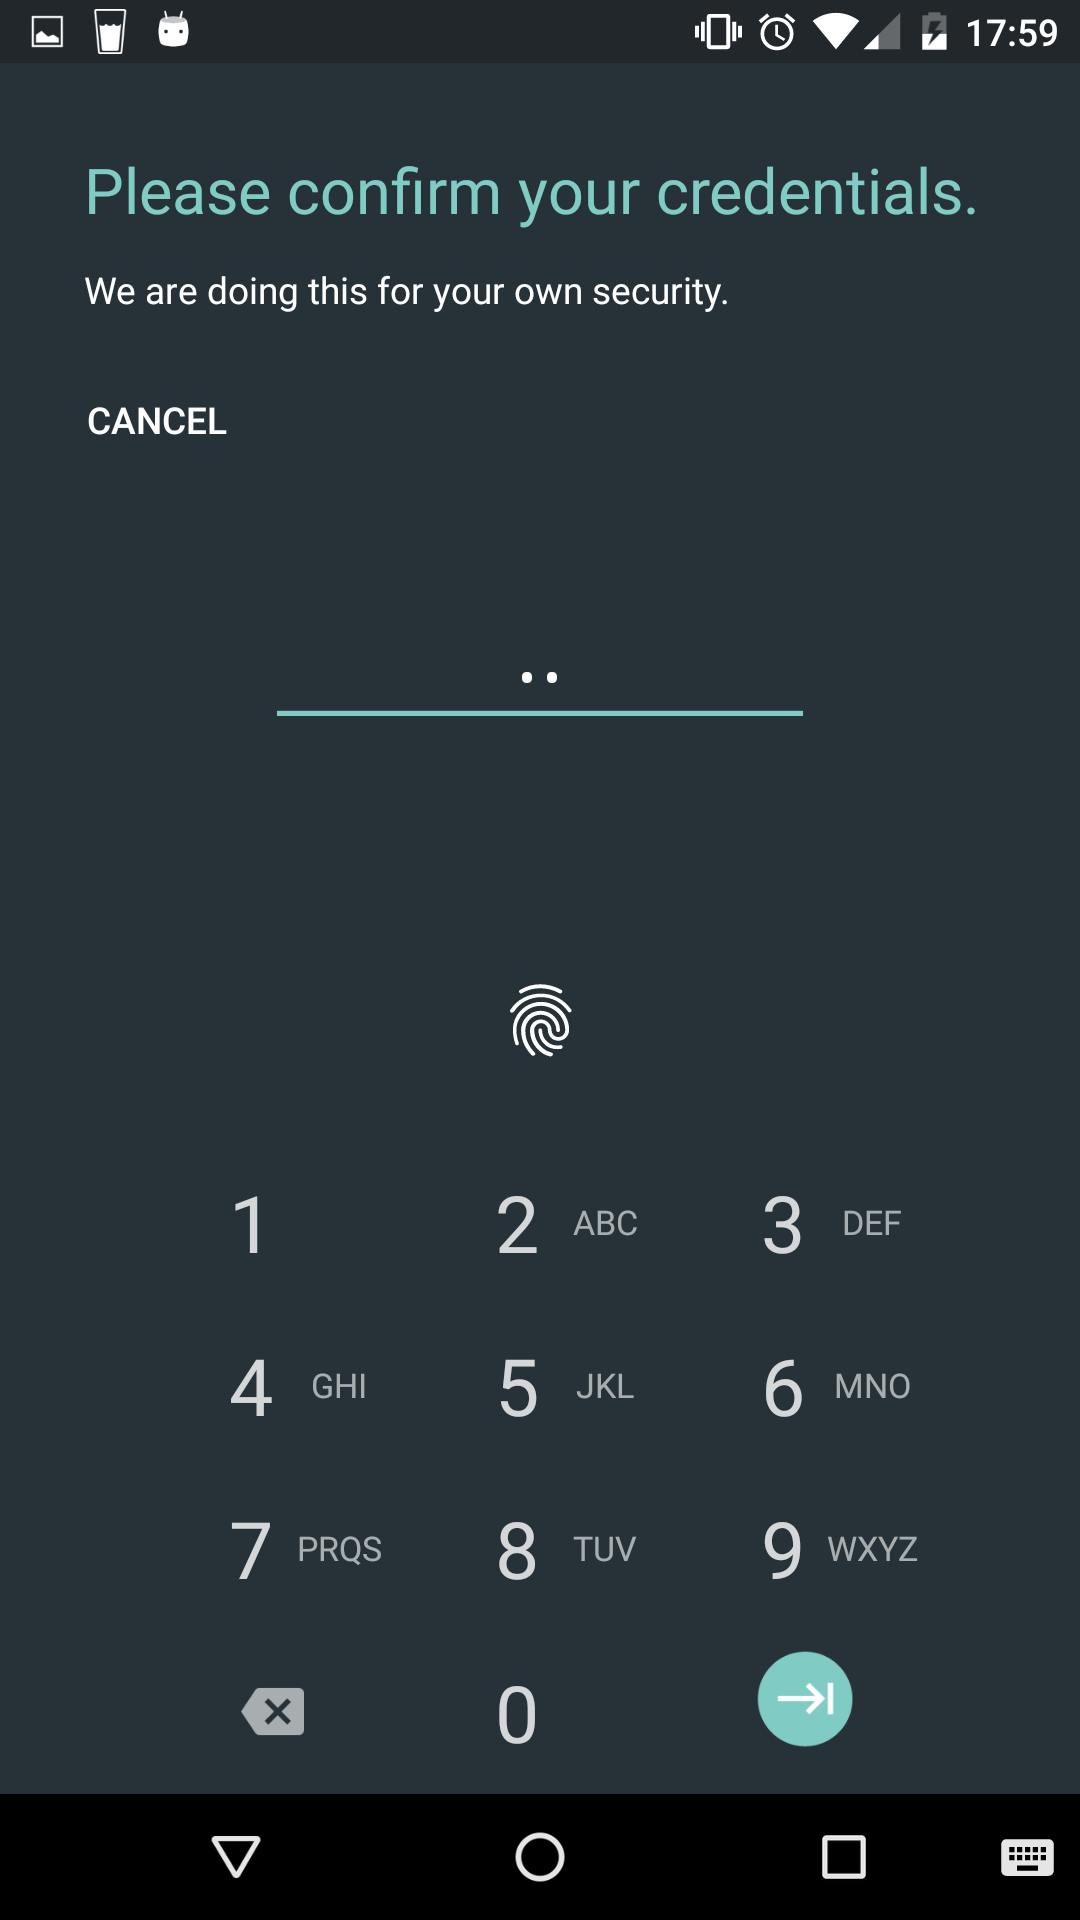 17:59
Please confirm your credentials.
We are doing this for your own security.
CANCEL
1 2 ABC 3 DEF
4 GHI 5 JKL 6 MNO
7 PRQS 8 TUV 9 WXYZ
0